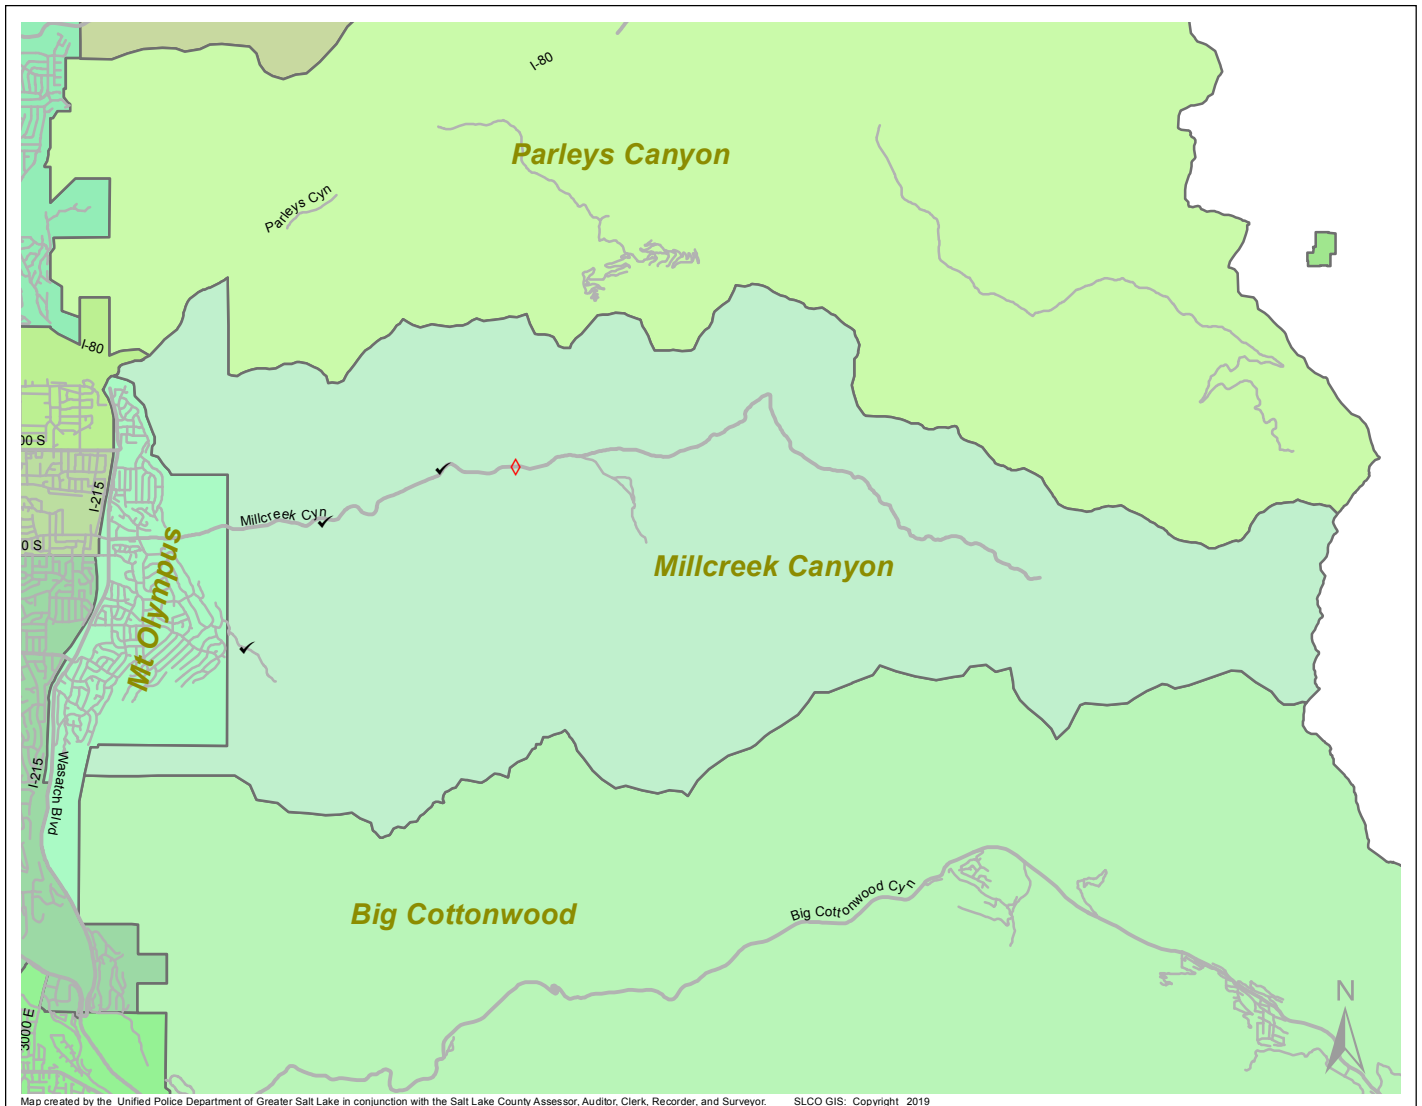 I-80
Parleys Canyon
Parleys Cyn
I-80
00 S
I-215
Millcreek Cyn
0 S
Millcreek Canyon
Mt Olympus
I-215
Wasatch Blvd
Big Cottonwood Cyn
Big Cottonwood
N
3000 E
Map created by the Unified Police Department of Greater Salt Lake in conjunction with the Salt Lake County Assessor, Auditor, Clerk, Recorder, and Surveyor. SLCO GIS: Copyright 2019